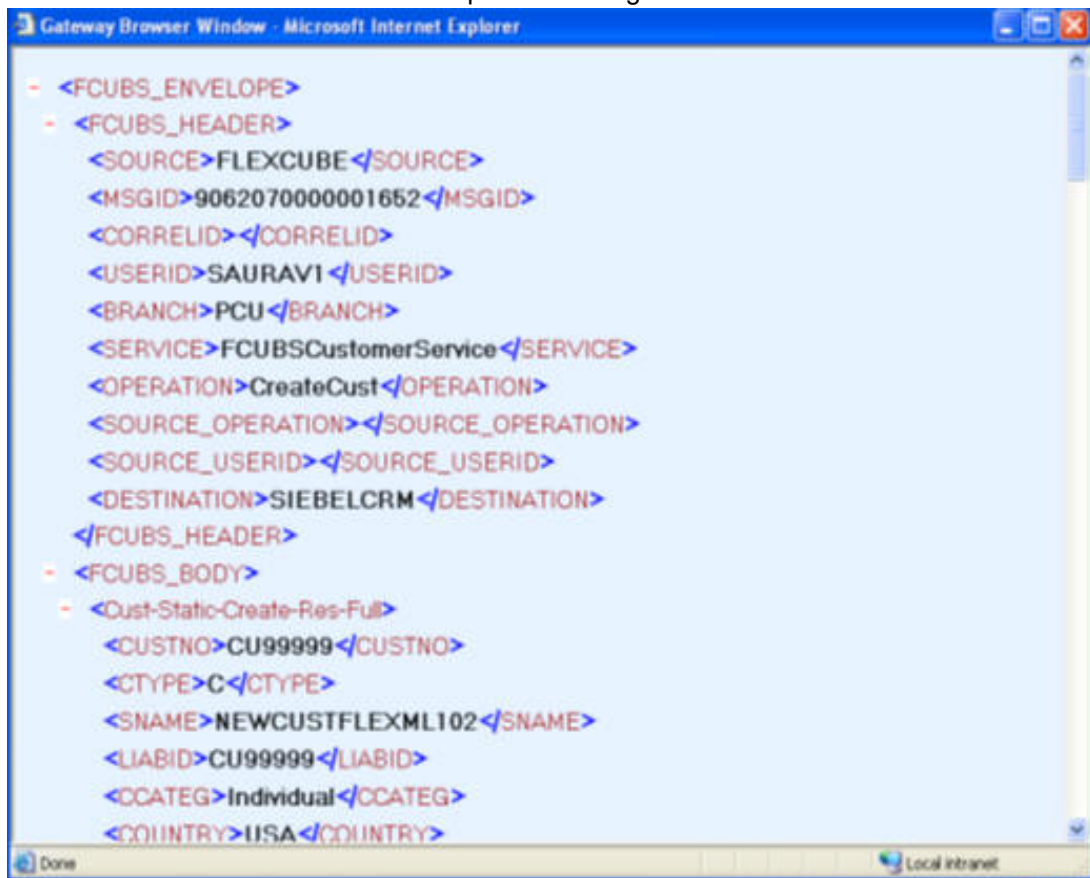 Gateway Browser Window - Microsoft Internet Explorer
- <FCUBS_ENVELOPE>
- <FCUBS_HEADER>
<SOURCE>FLEXCUBE</SOURCE>
<MSGID>9062070000001652</MSGID>
<CORRELID></CORRELID>
<USERID>SAURAV1</USERID>
<BRANCH>PCU</BRANCH>
<SERVICE>FCUBSCustomerService</SERVICE>
<OPERATION>CreateCust</OPERATION>
<SOURCE_OPERATION></SOURCE_OPERATION>
<SOURCE_USERID></SOURCE_USERID>
<DESTINATION>SIEBELCRM</DESTINATION>
</FCUBS_HEADER>
- <FCUBS_BODY>
- <Cust-Static-Create-Res-Full>
<CUSTNO>CU99999</CUSTNO>
<CTYPE>C</CTYPE>
<SNAME>NEWCUSTFLEXML102</SNAME>
<LIABID>CU99999</LIABID>
<CCATEG>Individual</CCATEG>
<COUNTRY>USA</COUNTRY>
Done
Local intranet